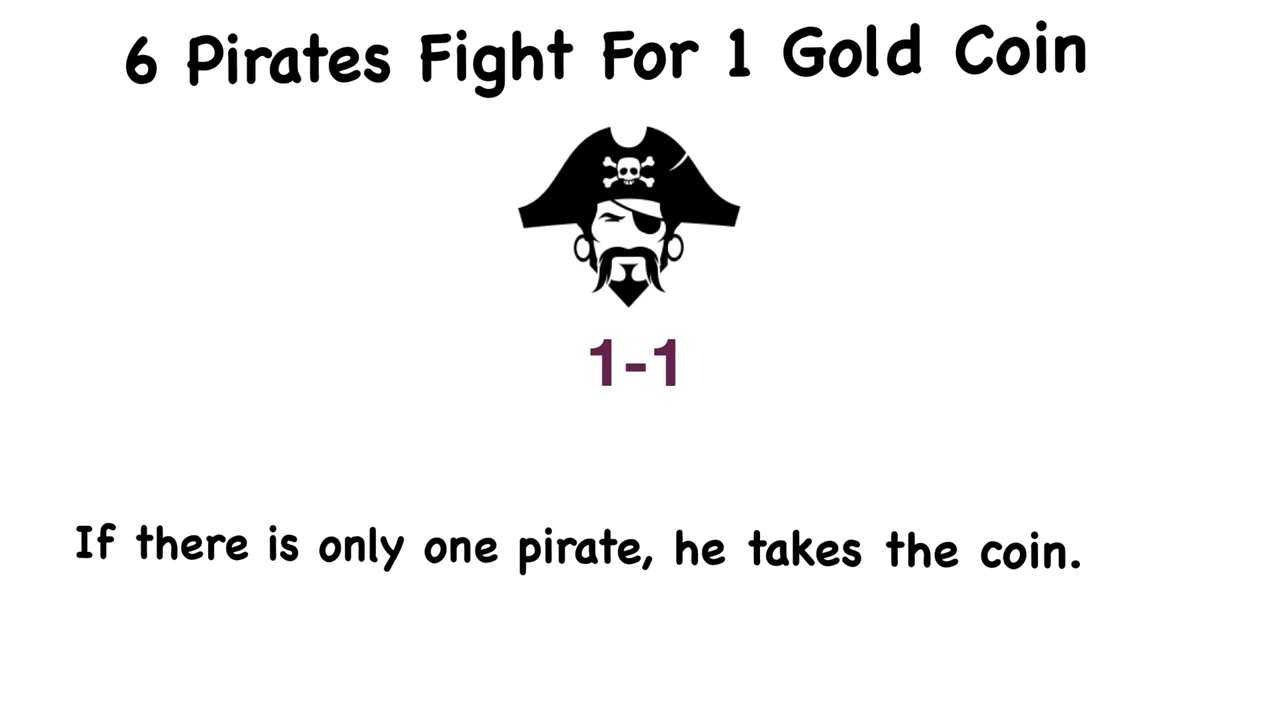 6 Pirates Fight For 1 Gold Coin
1-1
If there is only one pirate, he takes the coin.